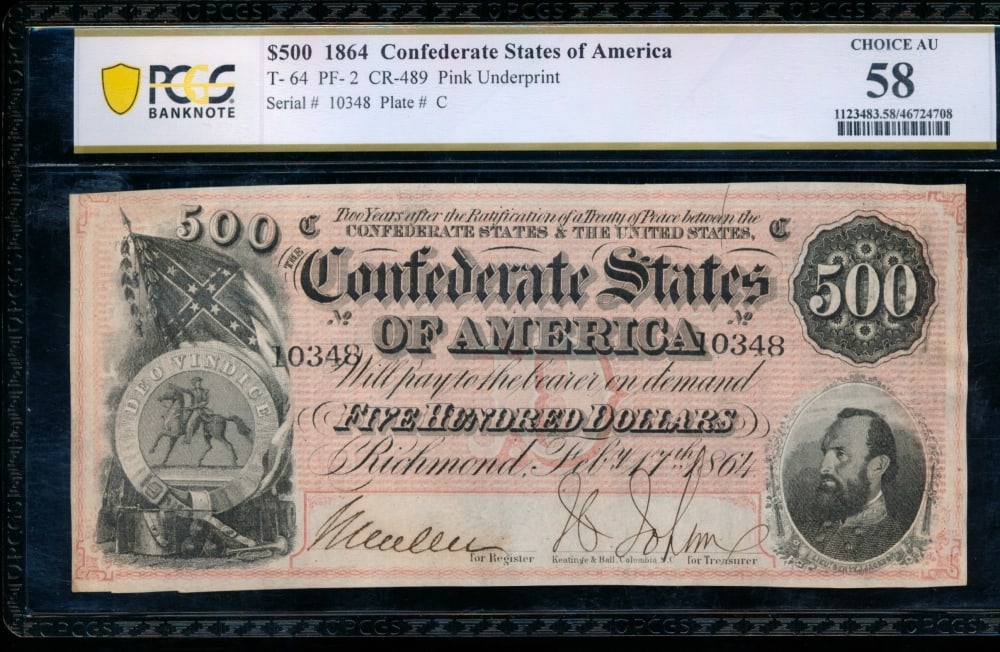 $500 1864 Confederate States of America
T- 64 PF- 2 CR-489 Pink Underprint
Serial # 10348 Plate # C
PCGS
BANKNOTE
CHOICE AU
58
1123483.58/46724708
500
C Two Years after the Ratification of a Treaty of Peace between the C
CONFEDERATE STATES & THE UNITED STATES,
THE
Confederate States
500
No No
OF AMERICA
10348 10348
DEO VINDICE
Will pay to the bearer on demand
FIVE HUNDRED DOLLARS
Richmond, Feby. 17th 1864
for Register Keatinge & Ball, Columbia S.C. for Treasurer